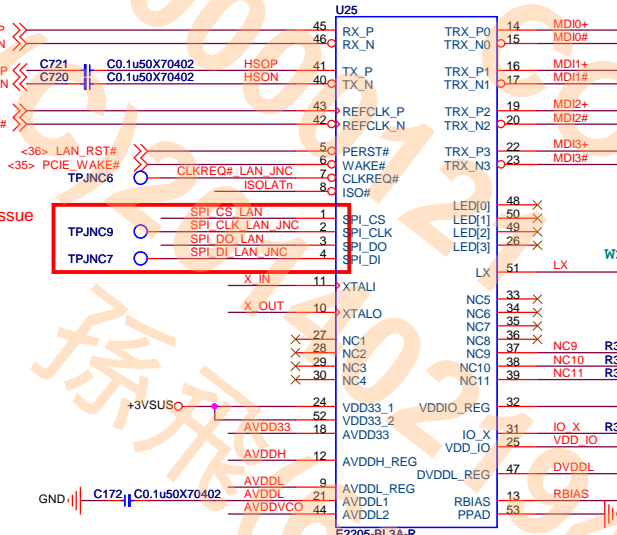 U25
P
45
RX_P
TRX_P0
14
MDI0+
N
46
RX_N
TRX_N0
15
MDI0#
P
C721
C0.1u50X70402
HSOP
41
TX_P
TRX_P1
16
MDI1+
N
C720
C0.1u50X70402
HSON
40
TX_N
TRX_N1
17
MDI1#
43
REFCLK_P
TRX_P2
19
MDI2+
#
42
REFCLK_N
TRX_N2
20
MDI2#
<36> LAN_RST#
5
PERST#
TRX_P3
22
MDI3+
<35> PCIE_WAKE#
6
WAKE#
TRX_N3
23
MDI3#
TPJNC6
CLKREQ#_LAN_JNC
7
CLKREQ#
ISOLATn
8
ISO#
LED[0]
48
ssue
SPI_CS_LAN
1
SPI_CS
LED[1]
50
TPJNC9
SPI_CLK_LAN_JNC
2
SPI_CLK
LED[2]
49
SPI_DO_LAN
3
SPI_DO
LED[3]
26
TPJNC7
SPI_DI_LAN_JNC
4
SPI_DI
W
LX
51
LX
X_IN
11
XTALI
NC5
33
X_OUT
10
XTALO
NC6
34
NC7
35
27
NC1
NC8
36
28
NC2
NC9
37
NC9
R3
29
NC3
NC10
38
NC10
R3
30
NC4
NC11
39
NC11
R3
+3VSUS
24
VDD33_1
VDDIO_REG
32
52
VDD33_2
AVDD33
18
AVDD33
IO_X
31
IO_X
R3
VDD_IO
25
VDD_IO
AVDDH
12
AVDDH_REG
DVDDL_REG
47
DVDDL
AVDDL
9
AVDDL_REG
GND
C172
C0.1u50X70402
AVDDL
21
AVDDL1
RBIAS
13
RBIAS
AVDDVCO
44
AVDDL2
PPAD
53
E2205-BL3A-R
孫飛